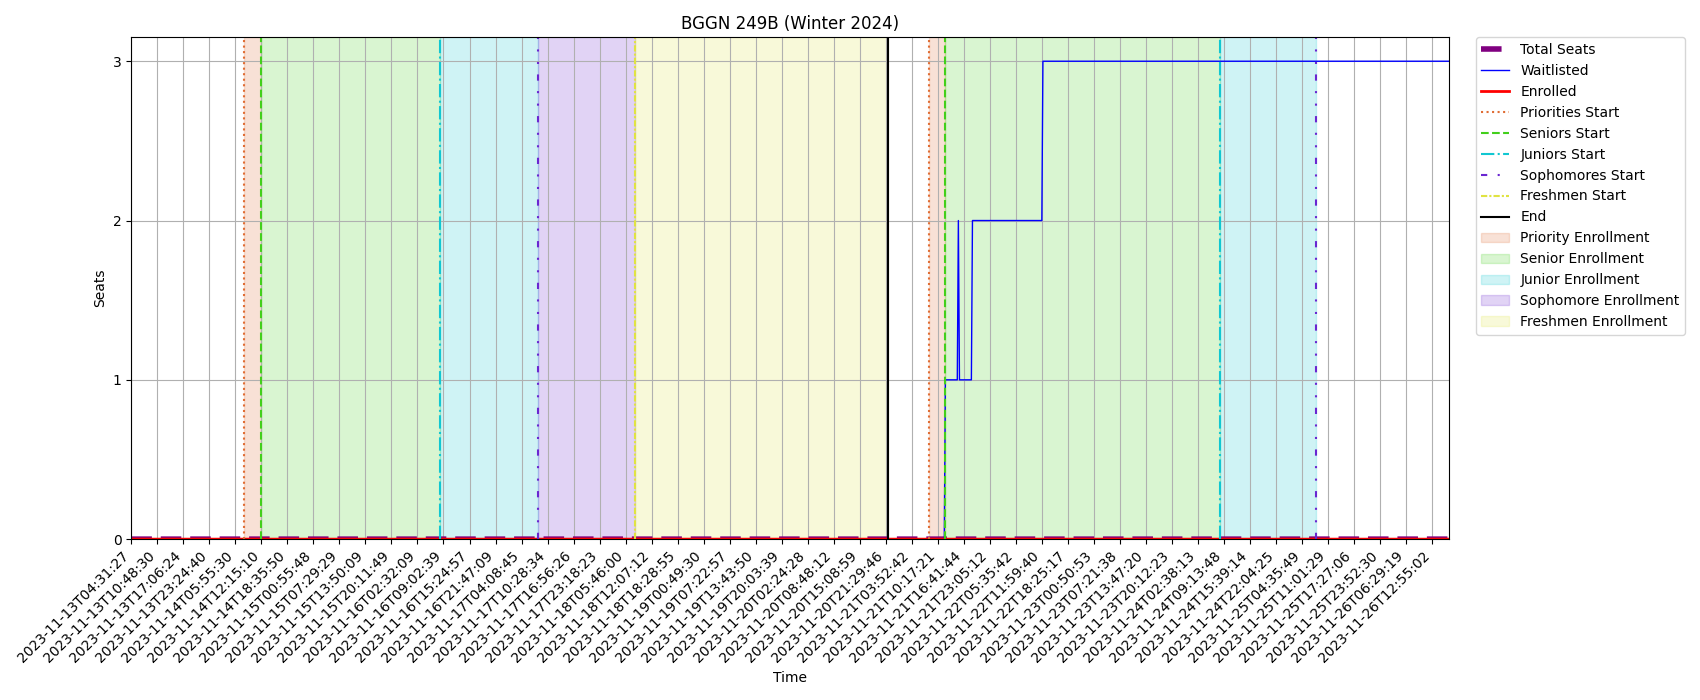 BGGN 249B (Winter 2024)
Seats
3
2
1
0
2023-11-13T04:31:27
2023-11-13T10:48:30
2023-11-13T17:06:24
2023-11-13T23:24:40
2023-11-14T05:55:30
2023-11-14T12:15:10
2023-11-14T18:35:50
2023-11-15T00:55:48
2023-11-15T07:29:29
2023-11-15T13:50:09
2023-11-15T20:11:49
2023-11-16T02:32:09
2023-11-16T09:02:39
2023-11-16T15:24:57
2023-11-16T21:47:09
2023-11-17T04:08:45
2023-11-17T10:28:34
2023-11-17T16:56:26
2023-11-17T23:18:23
2023-11-18T05:46:00
2023-11-18T12:07:12
2023-11-18T18:28:55
2023-11-19T00:49:30
2023-11-19T07:22:57
2023-11-19T13:43:50
2023-11-19T20:03:39
2023-11-20T02:24:28
2023-11-20T08:48:12
2023-11-20T15:08:59
2023-11-20T21:29:46
2023-11-21T03:52:42
2023-11-21T10:17:21
2023-11-21T16:41:44
2023-11-21T23:05:12
2023-11-22T05:35:42
2023-11-22T11:59:40
2023-11-22T18:25:17
2023-11-23T00:50:53
2023-11-23T07:21:38
2023-11-23T13:47:20
2023-11-23T20:12:23
2023-11-24T02:38:13
2023-11-24T09:13:48
2023-11-24T15:39:14
2023-11-24T22:04:25
2023-11-25T04:35:49
2023-11-25T11:01:29
2023-11-25T17:27:06
2023-11-25T23:52:30
2023-11-26T06:29:19
2023-11-26T12:55:02
Time
Total Seats
Waitlisted
Enrolled
Priorities Start
Seniors Start
Juniors Start
Sophomores Start
Freshmen Start
End
Priority Enrollment
Senior Enrollment
Junior Enrollment
Sophomore Enrollment
Freshmen Enrollment